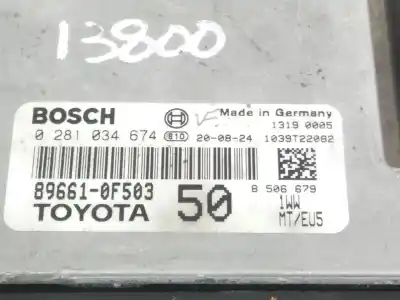 13800
BOSCH
Made in Germany
1319 0005
0 281 034 674 810 20-08-24 1039T22082
89661-0F503
TOYOTA
50
8 506 679
1WW
MT/EU5